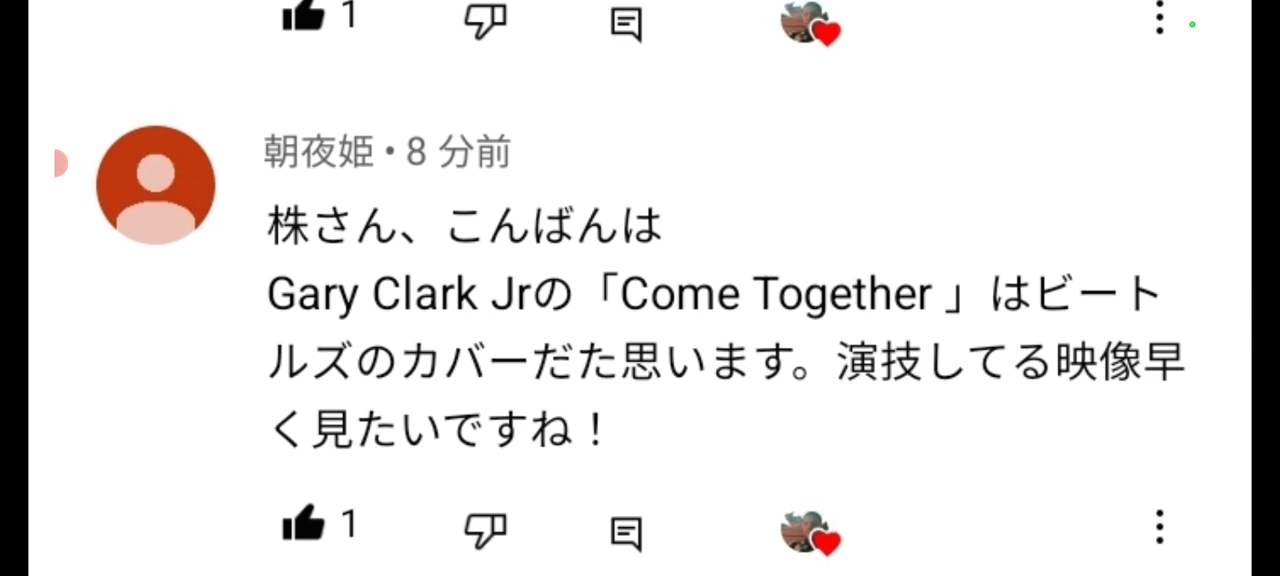 1
朝夜姫・8 分前
株さん、こんばんは
Gary Clark Jrの「Come Together 」はビート
ルズのカバーだた思います。演技してる映像早
く見たいですね！
1